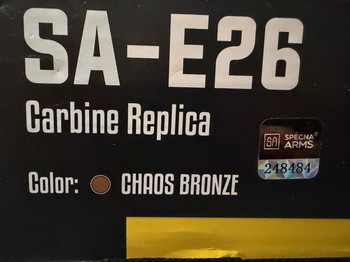 SA-E26
Carbine Replica
SA SPECNA ARMS®
248484
Color: CHAOS BRONZE